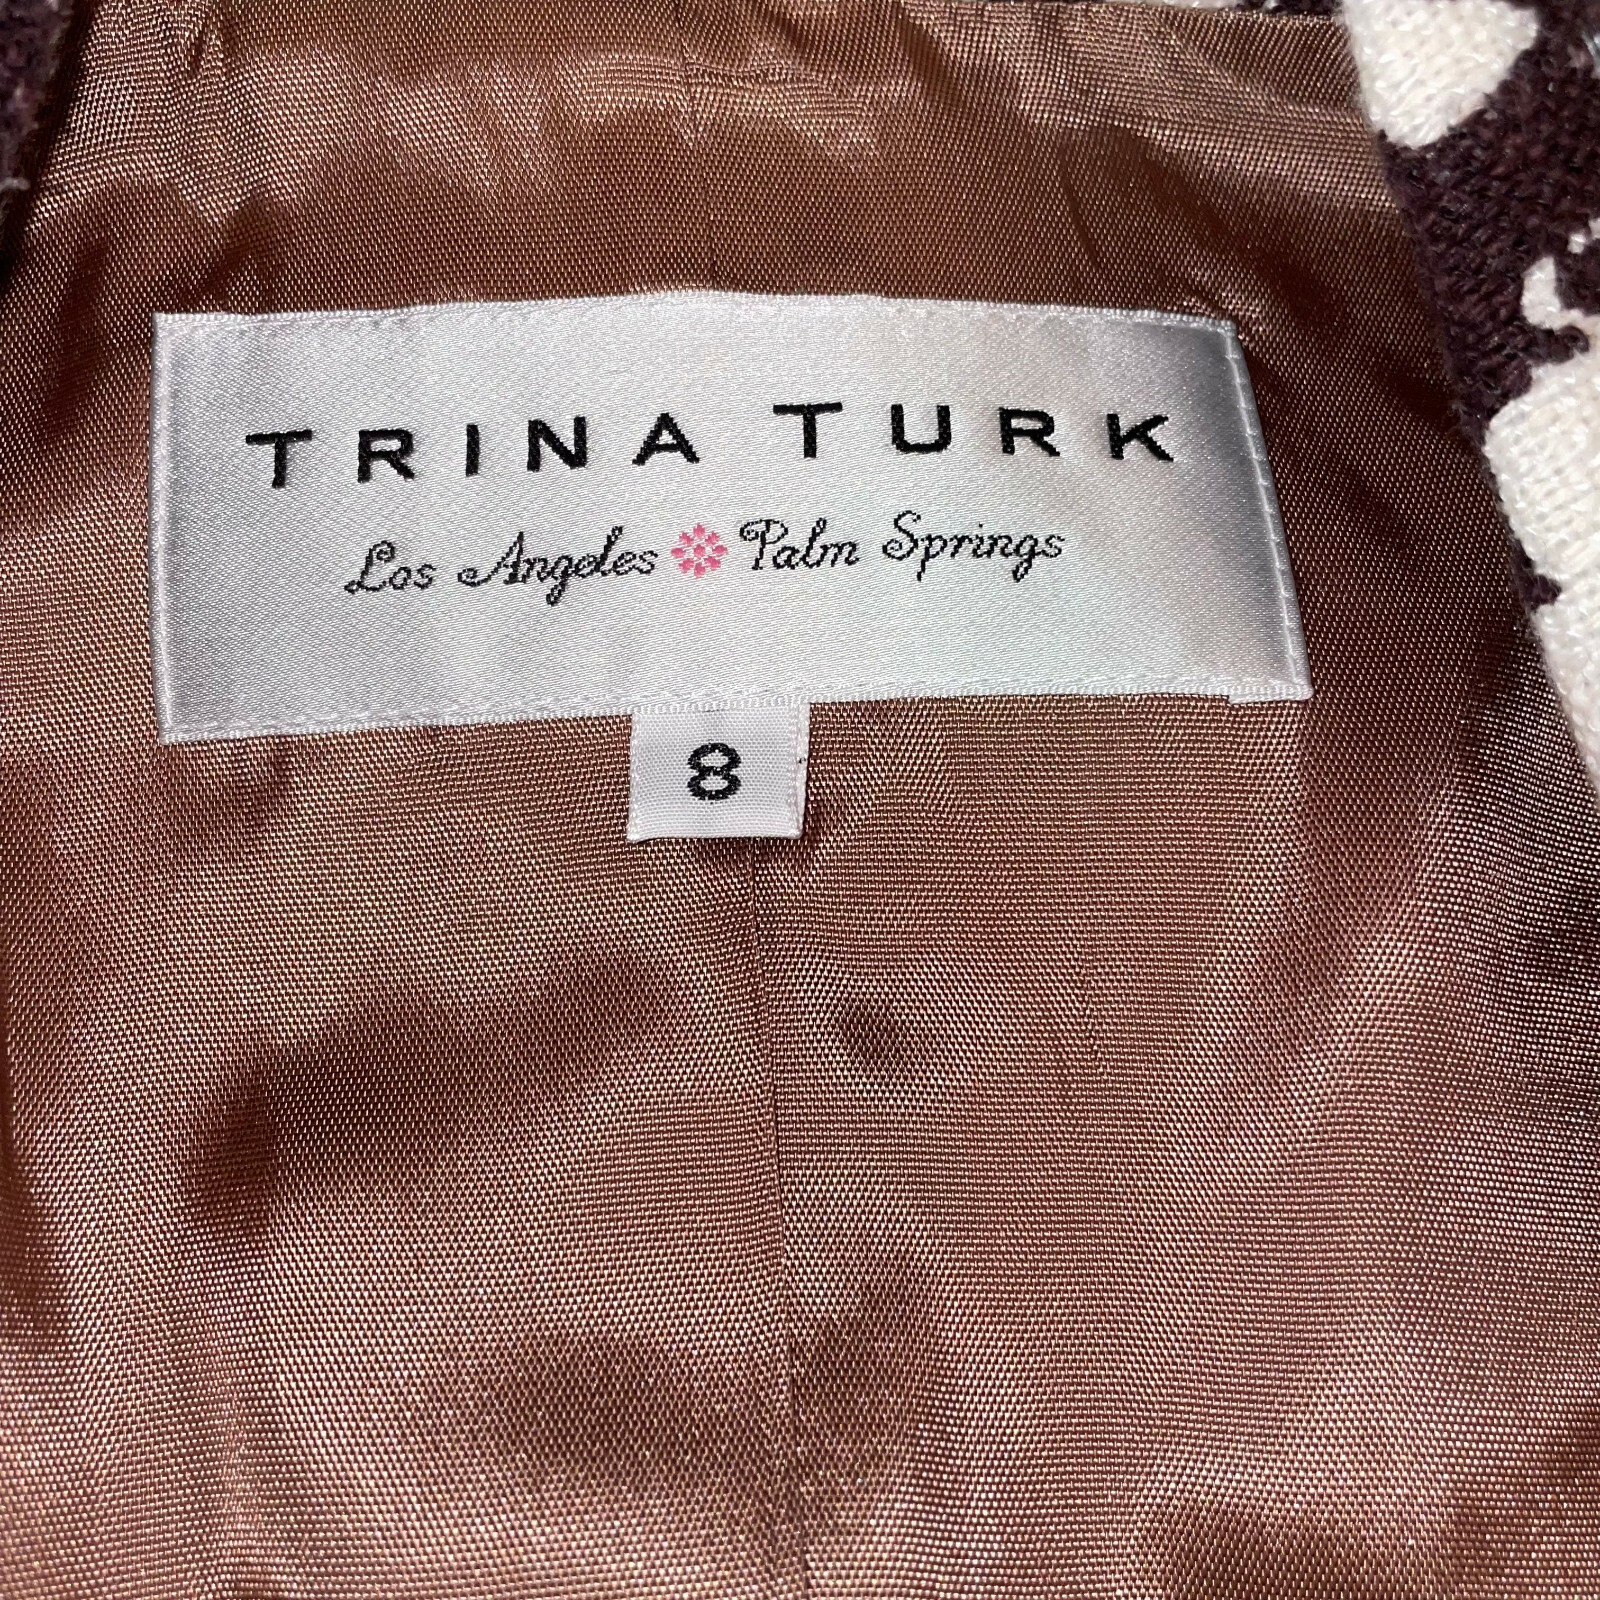 TRINA TURK
Los Angeles Palm Springs
8